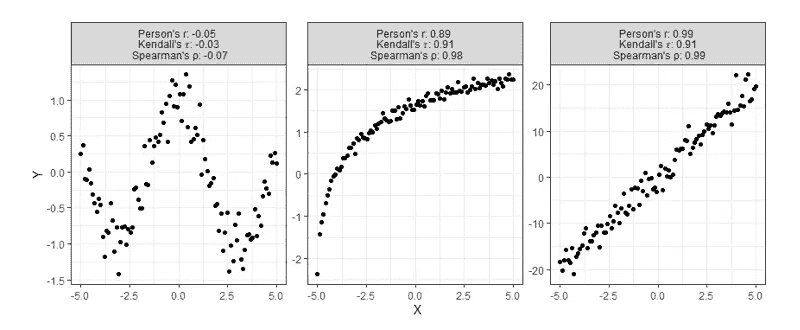 Person's r: -0.05
Kendall's τ: -0.03
Spearman's ρ: -0.07
Person's r: 0.89
Kendall's τ: 0.91
Spearman's ρ: 0.98
Person's r: 0.99
Kendall's τ: 0.91
Spearman's ρ: 0.99
Y
1.0
0.5
0.0
-0.5
-1.0
-1.5
-5.0 -2.5 0.0 2.5 5.0
2
1
0
-1
-2
-5.0 -2.5 0.0 2.5 5.0
20
10
0
-10
-20
-5.0 -2.5 0.0 2.5 5.0
X